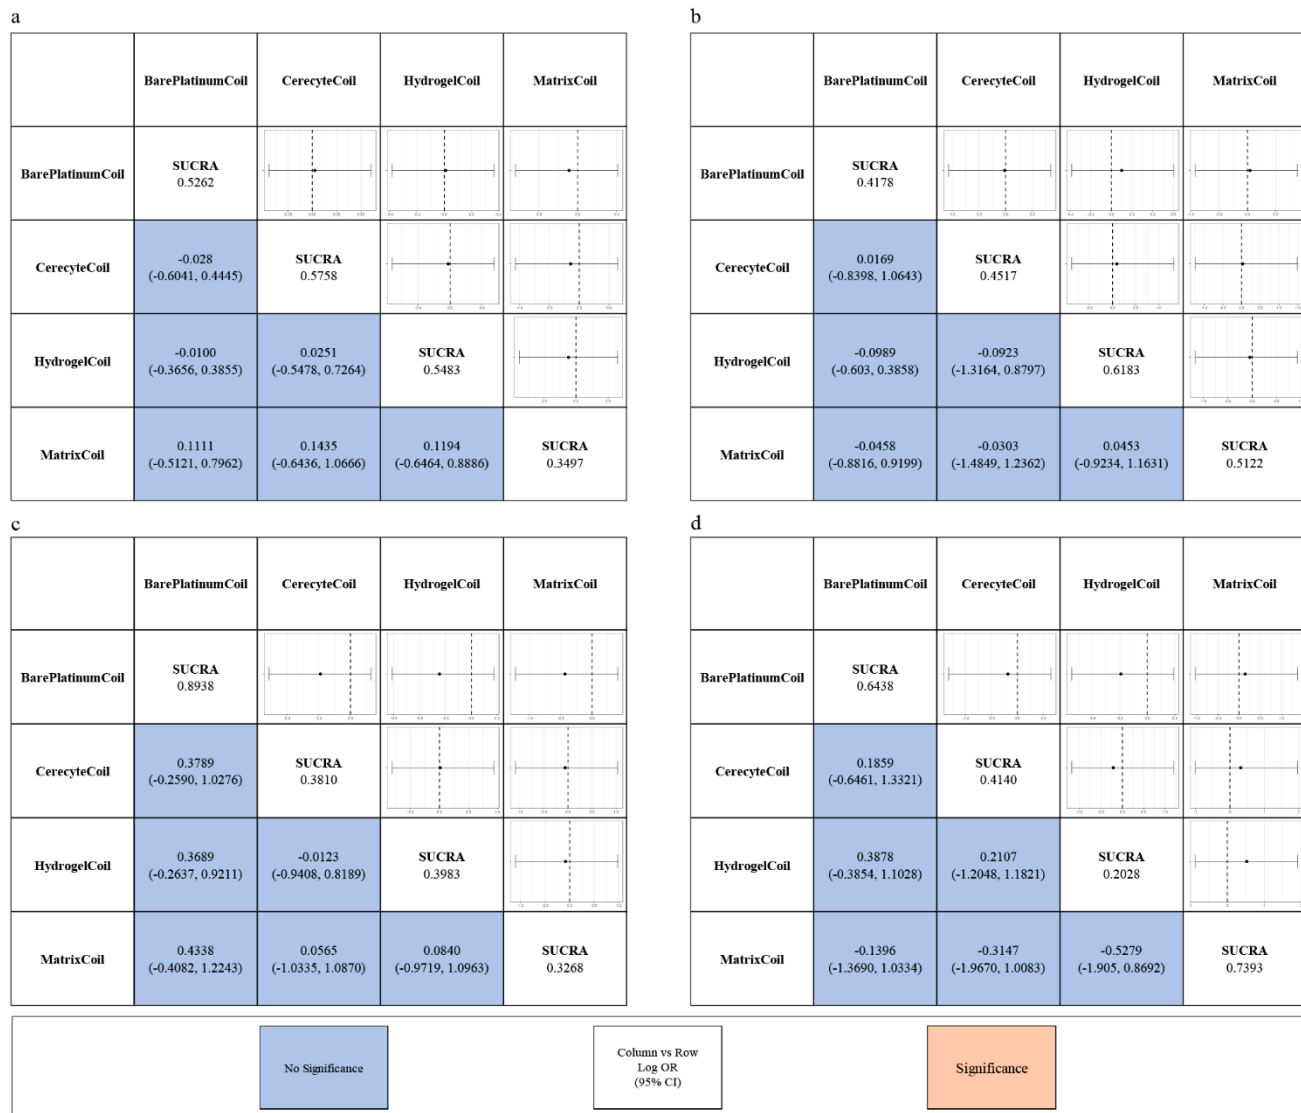 a
BarePlatinumCoil CerecyteCoil HydrogelCoil MatrixCoil
BarePlatinumCoil
SUCRA
0.5262
CerecyteCoil
-0.028
(-0.6041, 0.4445)
SUCRA
0.5758
HydrogelCoil
-0.0100
(-0.3656, 0.3855)
0.0251
(-0.5478, 0.7264)
SUCRA
0.5483
MatrixCoil
0.1111
(-0.5121, 0.7962)
0.1435
(-0.6436, 1.0666)
0.1194
(-0.6464, 0.8886)
SUCRA
0.3497
b
BarePlatinumCoil CerecyteCoil HydrogelCoil MatrixCoil
BarePlatinumCoil
SUCRA
0.4178
CerecyteCoil
0.0169
(-0.8398, 1.0643)
SUCRA
0.4517
HydrogelCoil
-0.0989
(-0.603, 0.3858)
-0.0923
(-1.3164, 0.8797)
SUCRA
0.6183
MatrixCoil
-0.0458
(-0.8816, 0.9199)
-0.0303
(-1.4849, 1.2362)
0.0453
(-0.9234, 1.1631)
SUCRA
0.5122
c
BarePlatinumCoil CerecyteCoil HydrogelCoil MatrixCoil
BarePlatinumCoil
SUCRA
0.8938
CerecyteCoil
0.3789
(-0.2590, 1.0276)
SUCRA
0.3810
HydrogelCoil
0.3689
(-0.2637, 0.9211)
-0.0123
(-0.9408, 0.8189)
SUCRA
0.3983
MatrixCoil
0.4338
(-0.4082, 1.2243)
0.0565
(-1.0335, 1.0870)
0.0840
(-0.9719, 1.0963)
SUCRA
0.3268
d
BarePlatinumCoil CerecyteCoil HydrogelCoil MatrixCoil
BarePlatinumCoil
SUCRA
0.6438
CerecyteCoil
0.1859
(-0.6461, 1.3321)
SUCRA
0.4140
HydrogelCoil
0.3878
(-0.3854, 1.1028)
0.2107
(-1.2048, 1.1821)
SUCRA
0.2028
MatrixCoil
-0.1396
(-1.3690, 1.0334)
-0.3147
(-1.9670, 1.0083)
-0.5279
(-1.905, 0.8692)
SUCRA
0.7393
No Significance
Column vs Row
Log OR
(95% CI)
Significance